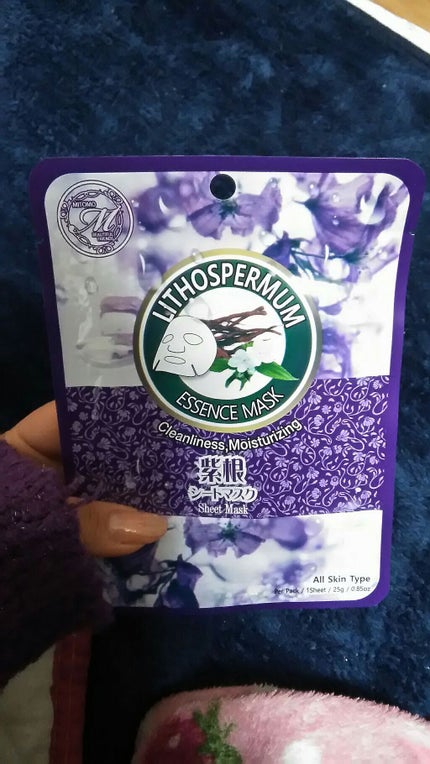 MITOMO
M
LITHOSPERMUM
ESSENCE MASK
Cleanliness,Moisturizing
紫根
シートマスク
Sheet Mask
All Skin Type
Per Pack / 1Sheet / 25g / 0.85oz